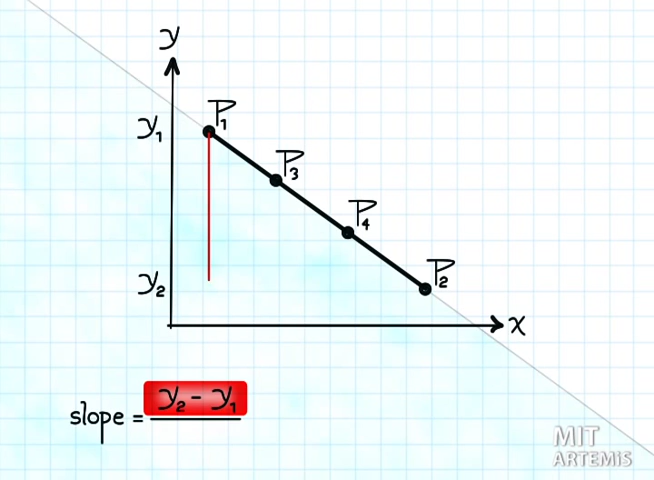 y
y₁
P₁
P₃
P₄
y₂
P₂
x
slope = y₂ - y₁
MIT
ARTEMiS